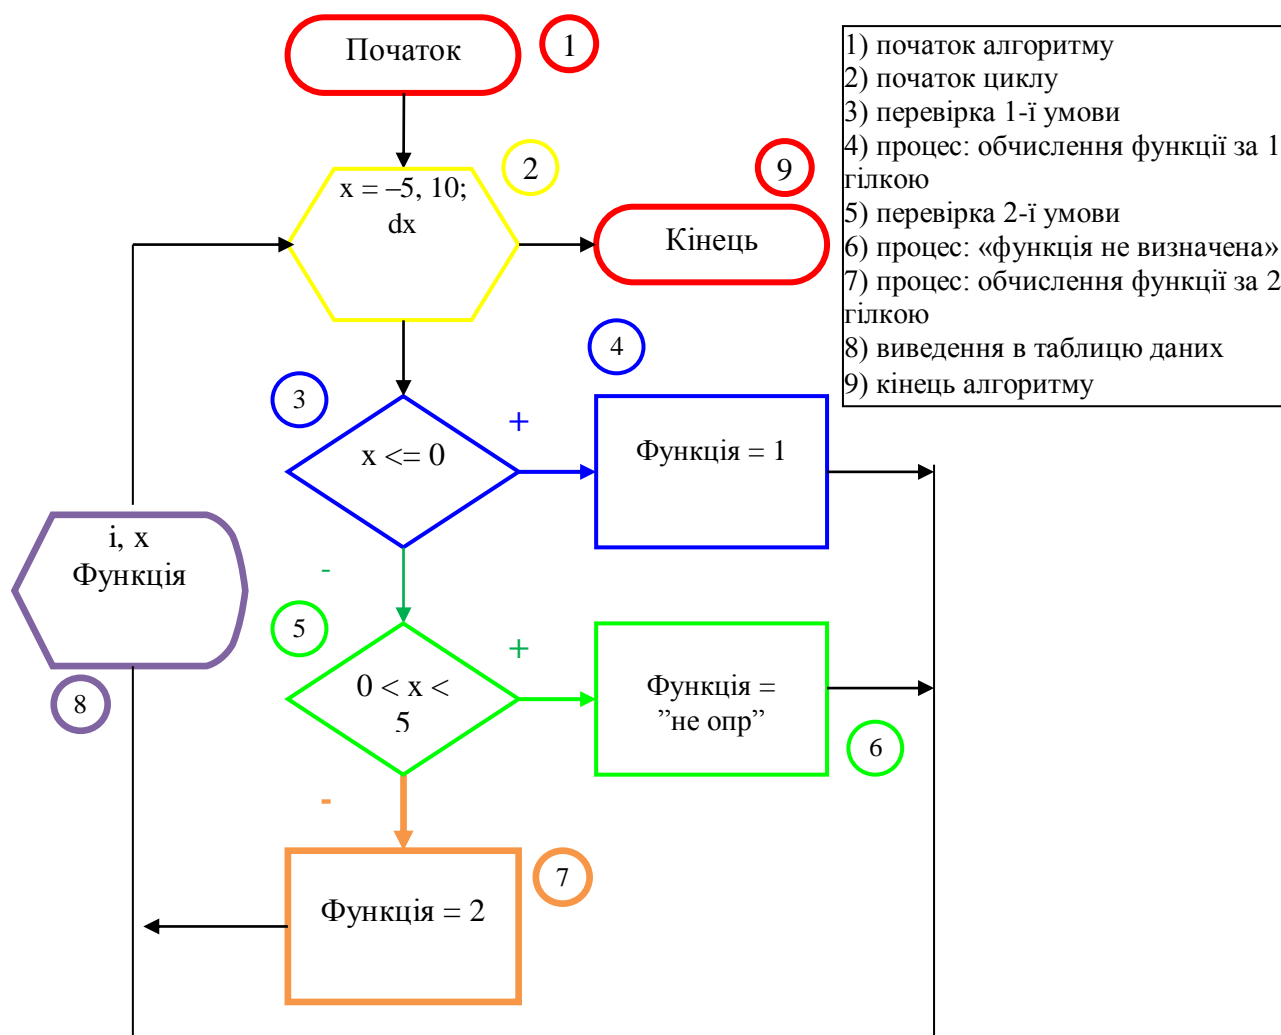 Початок
1
x = –5, 10;
dx
2
9
Кінець
1) початок алгоритму
2) початок циклу
3) перевірка 1-ї умови
4) процес: обчислення функції за 1
гілкою
5) перевірка 2-ї умови
6) процес: «функція не визначена»
7) процес: обчислення функції за 2
гілкою
8) виведення в таблицю даних
9) кінець алгоритму
3
x <= 0
+
4
Функція = 1
-
i, x
Функція
8
5
0 < x <
5
+
Функція =
”не опр”
6
-
Функція = 2
7